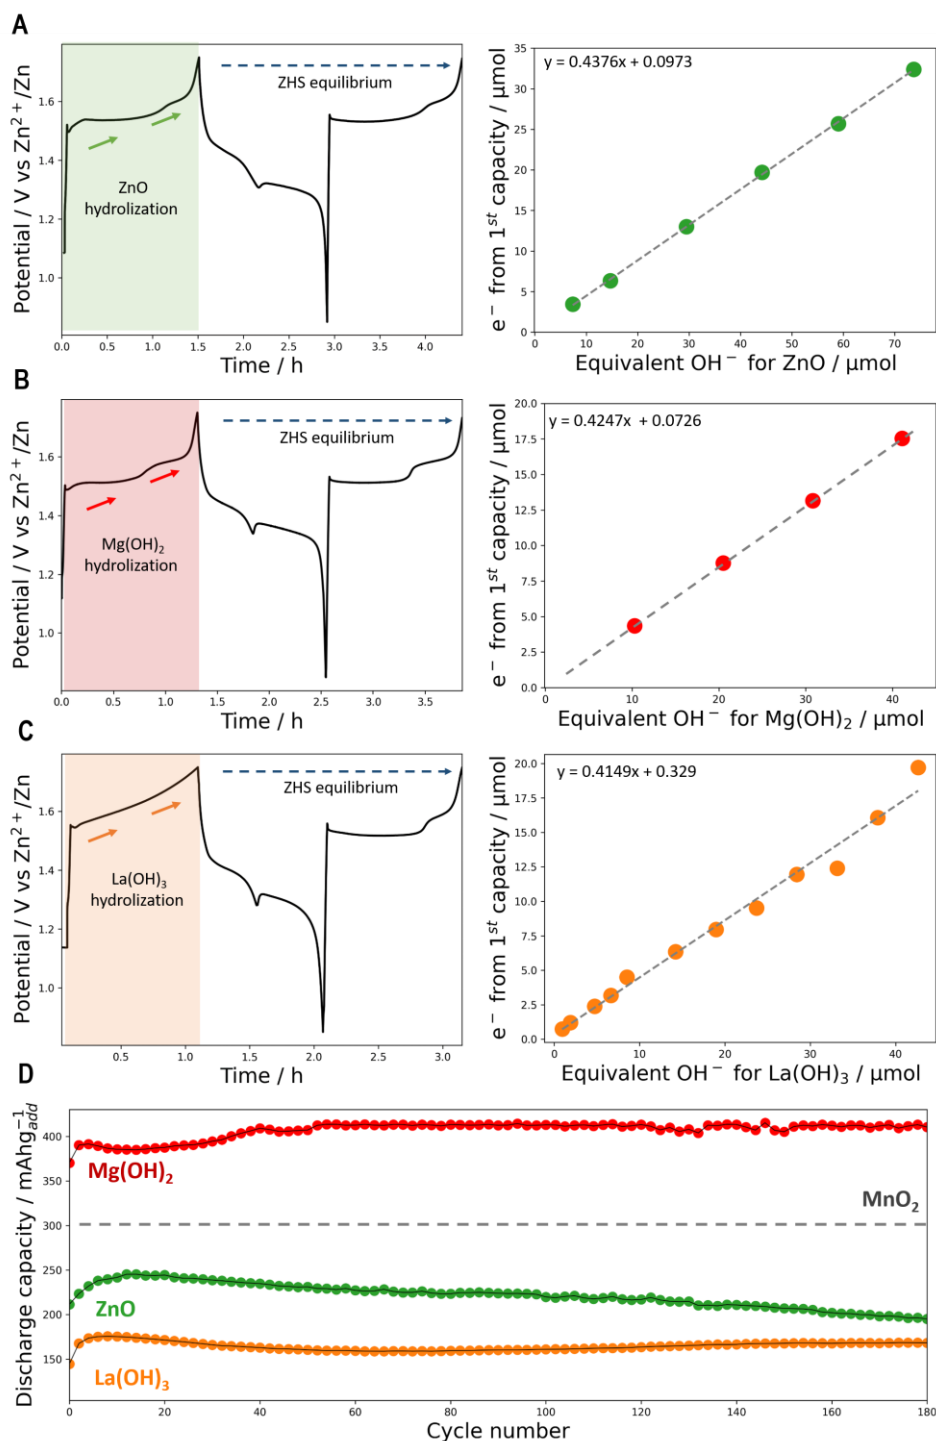 A
Potential / V vs Zn²⁺/Zn
1.6
1.4
1.2
1.0
ZHS equilibrium
ZnO
hydrolization
0.0 0.5 1.0 1.5 2.0 2.5 3.0 3.5 4.0
Time / h
e⁻ from 1ˢᵗ capacity / μmol
35
30
25
20
15
10
5
0
y = 0.4376x + 0.0973
0 10 20 30 40 50 60 70
Equivalent OH⁻ for ZnO / μmol
B
Potential / V vs Zn²⁺/Zn
1.6
1.4
1.2
1.0
ZHS equilibrium
Mg(OH)₂
hydrolization
0.0 0.5 1.0 1.5 2.0 2.5 3.0 3.5
Time / h
e⁻ from 1ˢᵗ capacity / μmol
20.0
17.5
15.0
12.5
10.0
7.5
5.0
2.5
0.0
y = 0.4247x + 0.0726
0 10 20 30 40
Equivalent OH⁻ for Mg(OH)₂ / μmol
C
Potential / V vs Zn²⁺/Zn
1.6
1.4
1.2
1.0
ZHS equilibrium
La(OH)₃
hydrolization
0.5 1.0 1.5 2.0 2.5 3.0
Time / h
e⁻ from 1ˢᵗ capacity / μmol
20.0
17.5
15.0
12.5
10.0
7.5
5.0
2.5
0.0
y = 0.4149x + 0.329
0 10 20 30 40
Equivalent OH⁻ for La(OH)₃ / μmol
D
Discharge capacity / mAhg⁻¹add
400
350
300
250
200
150
Mg(OH)₂
MnO₂
ZnO
La(OH)₃
0 20 40 60 80 100 120 140 160 180
Cycle number